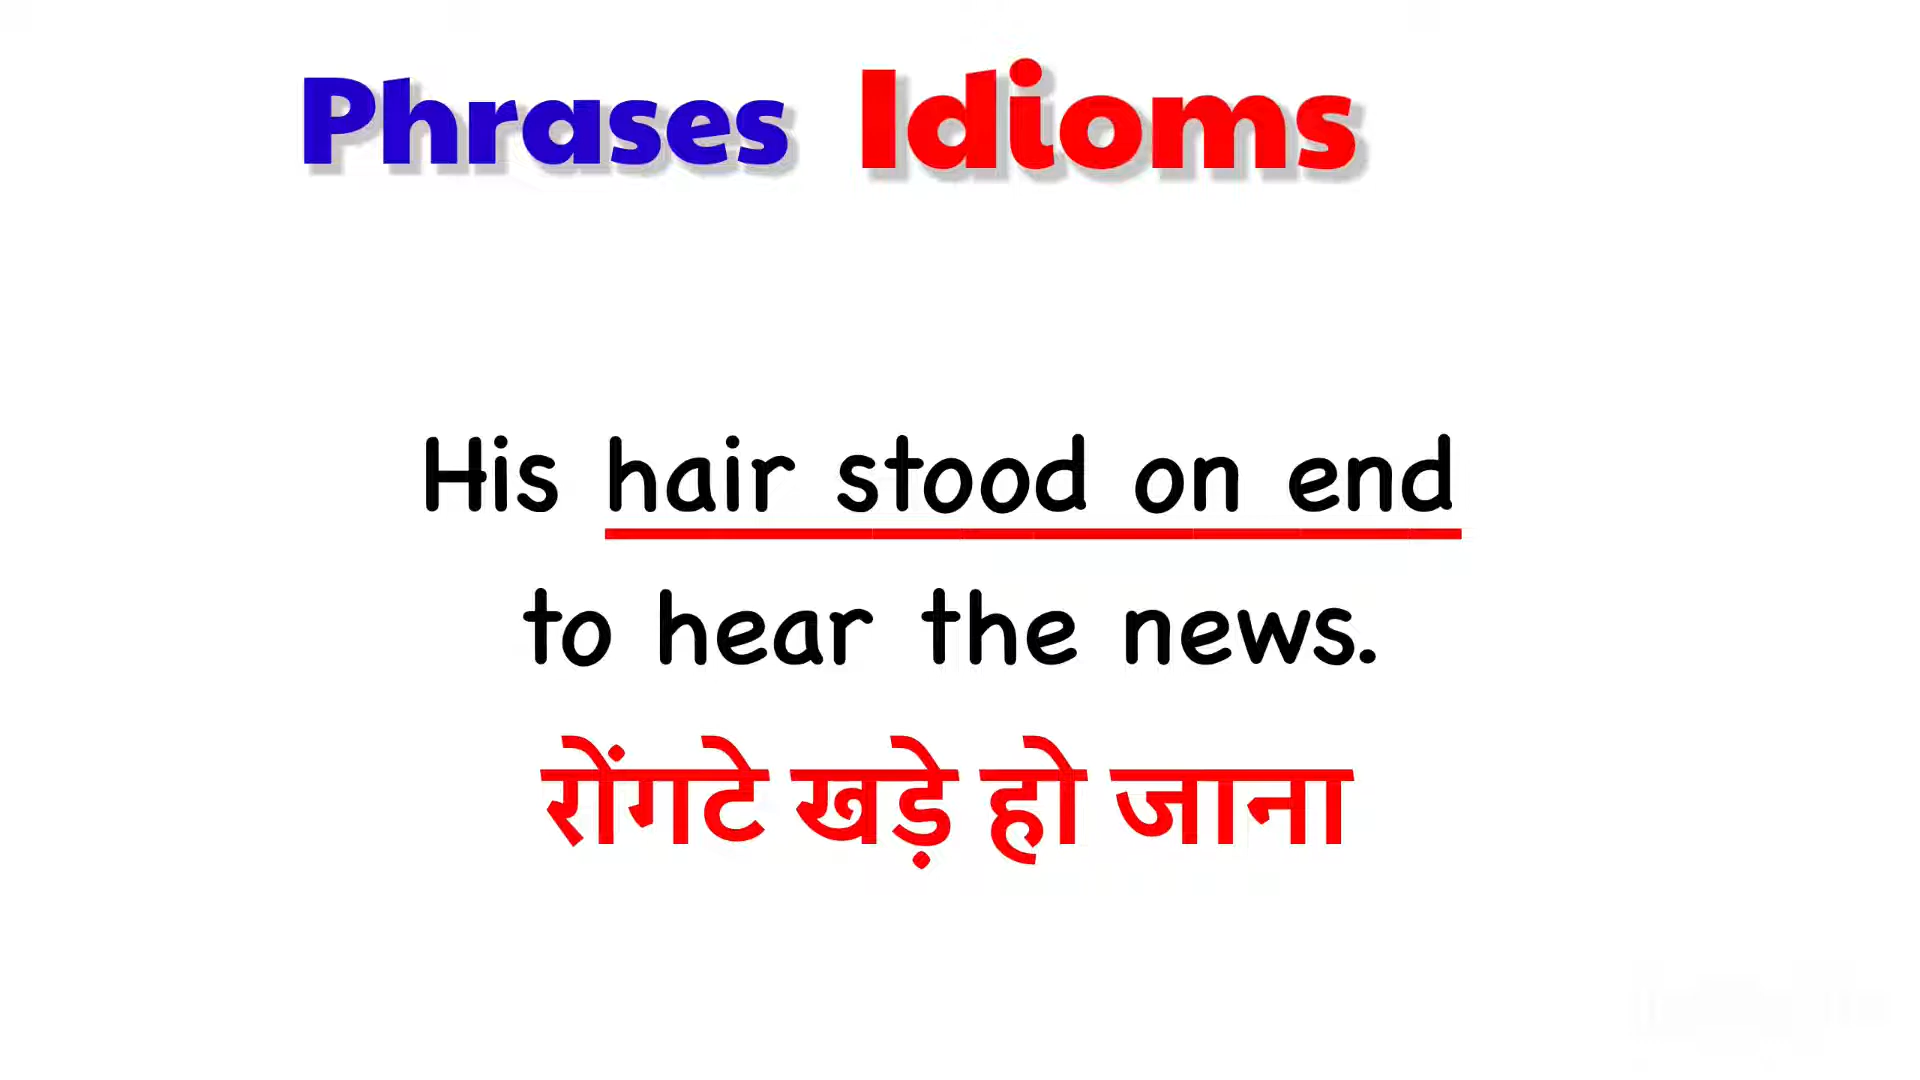 Phrases Idioms
His hair stood on end
to hear the news.
रोंगटे खड़े हो जाना